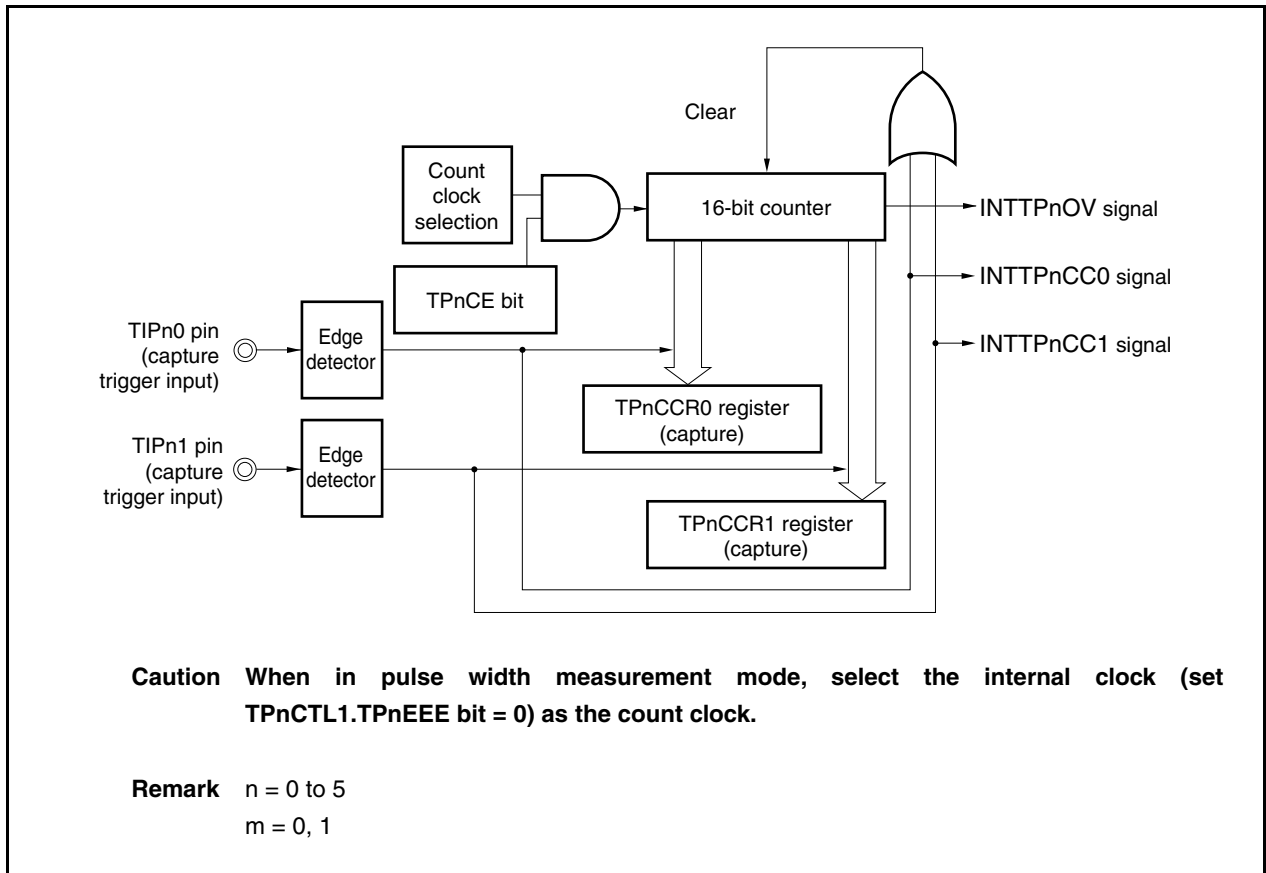 Clear
Count
clock
selection
16-bit counter
INTTPnOV signal
TPnCE bit
INTTPnCC0 signal
TIPn0 pin
(capture
trigger input)
Edge
detector
INTTPnCC1 signal
TPnCCR0 register
(capture)
TIPn1 pin
(capture
trigger input)
Edge
detector
TPnCCR1 register
(capture)
Caution When in pulse width measurement mode, select the internal clock (set
TPnCTL1.TPnEEE bit = 0) as the count clock.
Remark n = 0 to 5
m = 0, 1